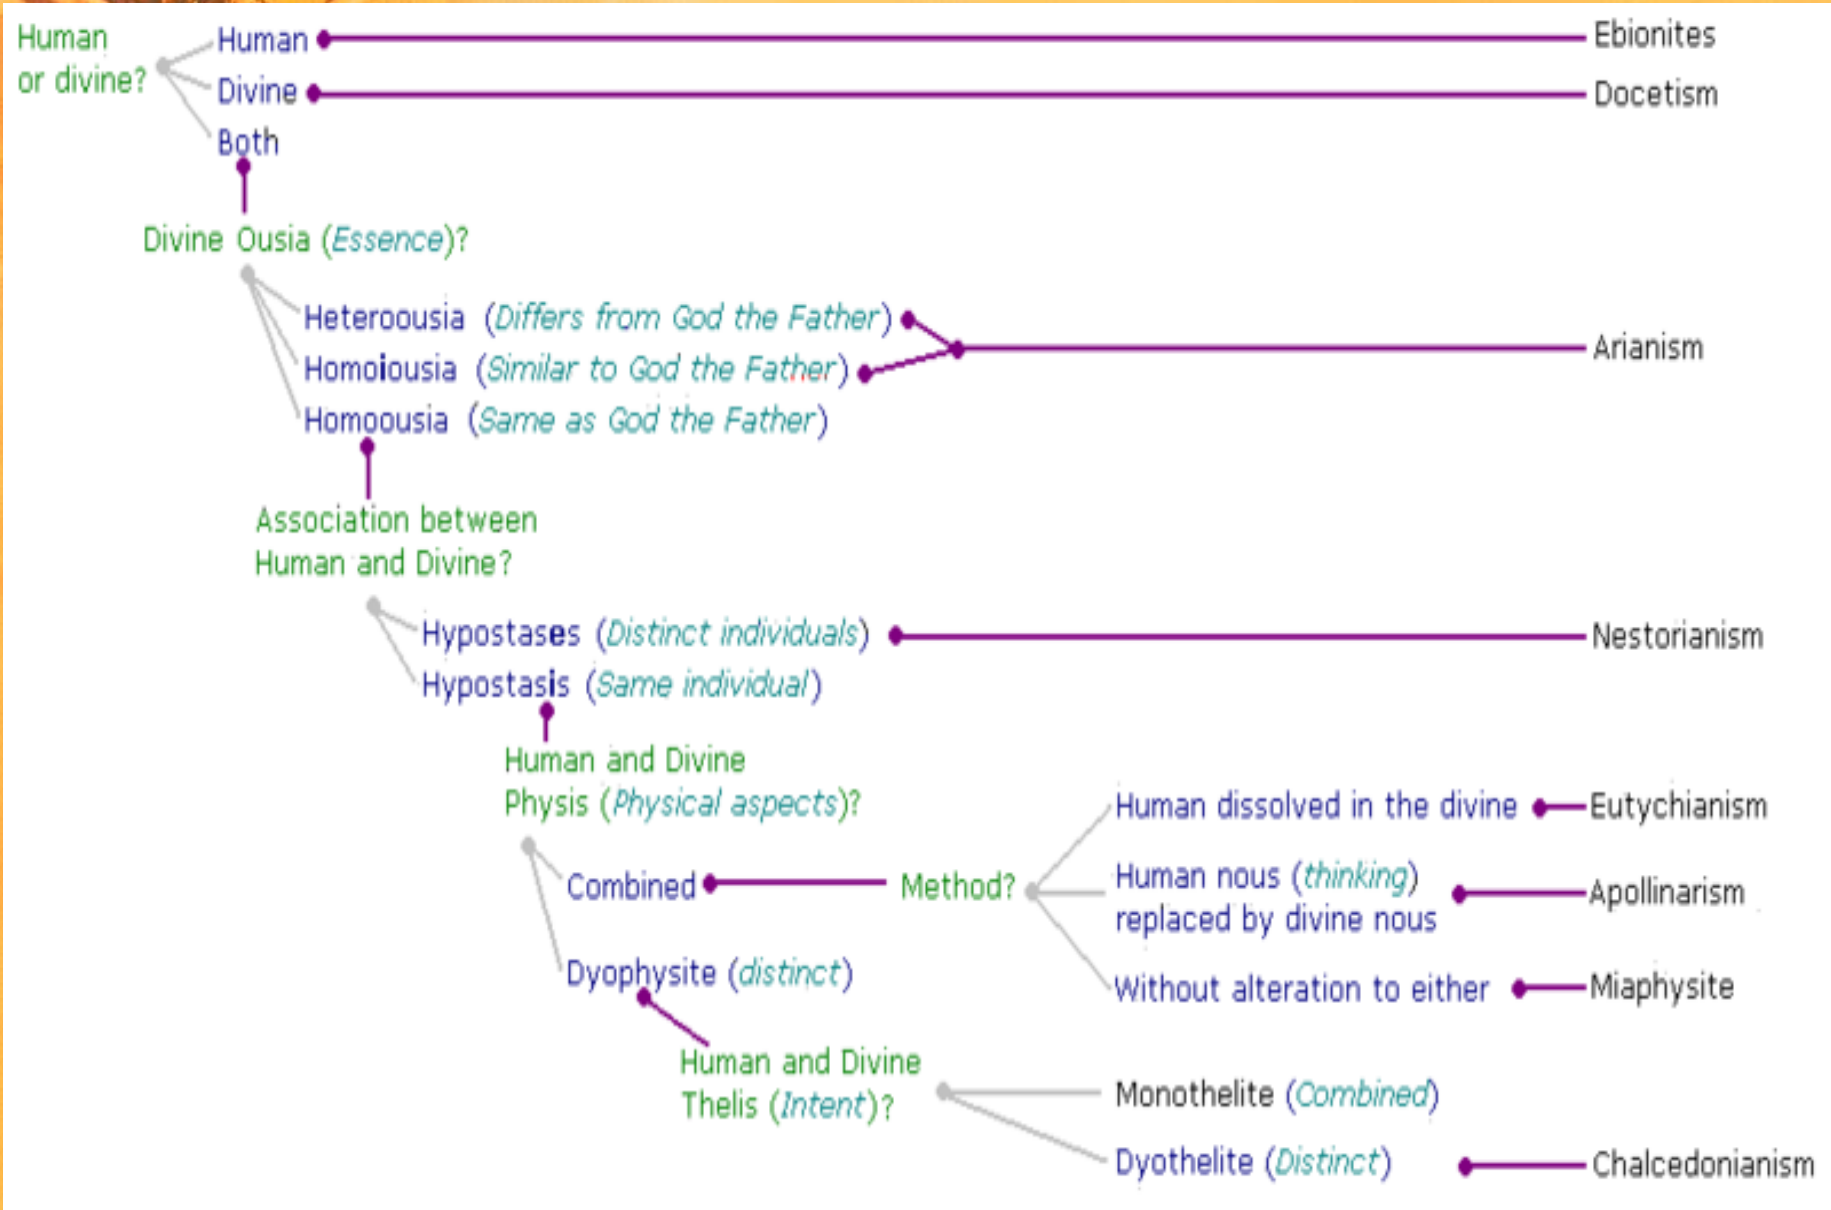 Human
or divine?
Human
Ebionites
Divine
Docetism
Both
Divine Ousia (Essence)?
Heteroousia (Differs from God the Father)
Homoiousia (Similar to God the Father)
Arianism
Homoousia (Same as God the Father)
Association between
Human and Divine?
Hypostases (Distinct individuals)
Nestorianism
Hypostasis (Same individual)
Human and Divine
Physis (Physical aspects)?
Combined
Method?
Human dissolved in the divine
Eutychianism
Human nous (thinking)
replaced by divine nous
Apollinarism
Without alteration to either
Miaphysite
Dyophysite (distinct)
Human and Divine
Thelis (Intent)?
Monothelite (Combined)
Dyothelite (Distinct)
Chalcedonianism